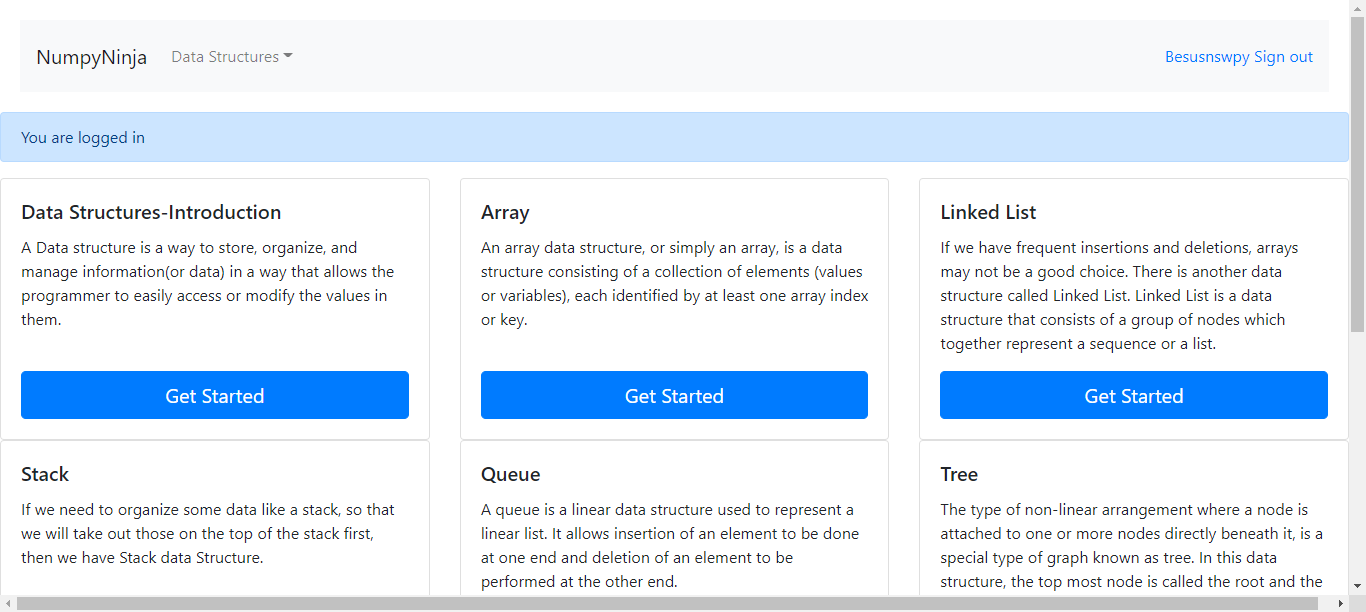 NumpyNinja
Data Structures
Besusnswpy Sign out
You are logged in
Data Structures-Introduction
A Data structure is a way to store, organize, and
manage information(or data) in a way that allows the
programmer to easily access or modify the values in
them.
Get Started
Array
An array data structure, or simply an array, is a data
structure consisting of a collection of elements (values
or variables), each identified by at least one array index
or key.
Get Started
Linked List
If we have frequent insertions and deletions, arrays
may not be a good choice. There is another data
structure called Linked List. Linked List is a data
structure that consists of a group of nodes which
together represent a sequence or a list.
Get Started
Stack
If we need to organize some data like a stack, so that
we will take out those on the top of the stack first,
then we have Stack data Structure.
Queue
A queue is a linear data structure used to represent a
linear list. It allows insertion of an element to be done
at one end and deletion of an element to be
performed at the other end.
Tree
The type of non-linear arrangement where a node is
attached to one or more nodes directly beneath it, is a
special type of graph known as tree. In this data
structure, the top most node is called the root and the